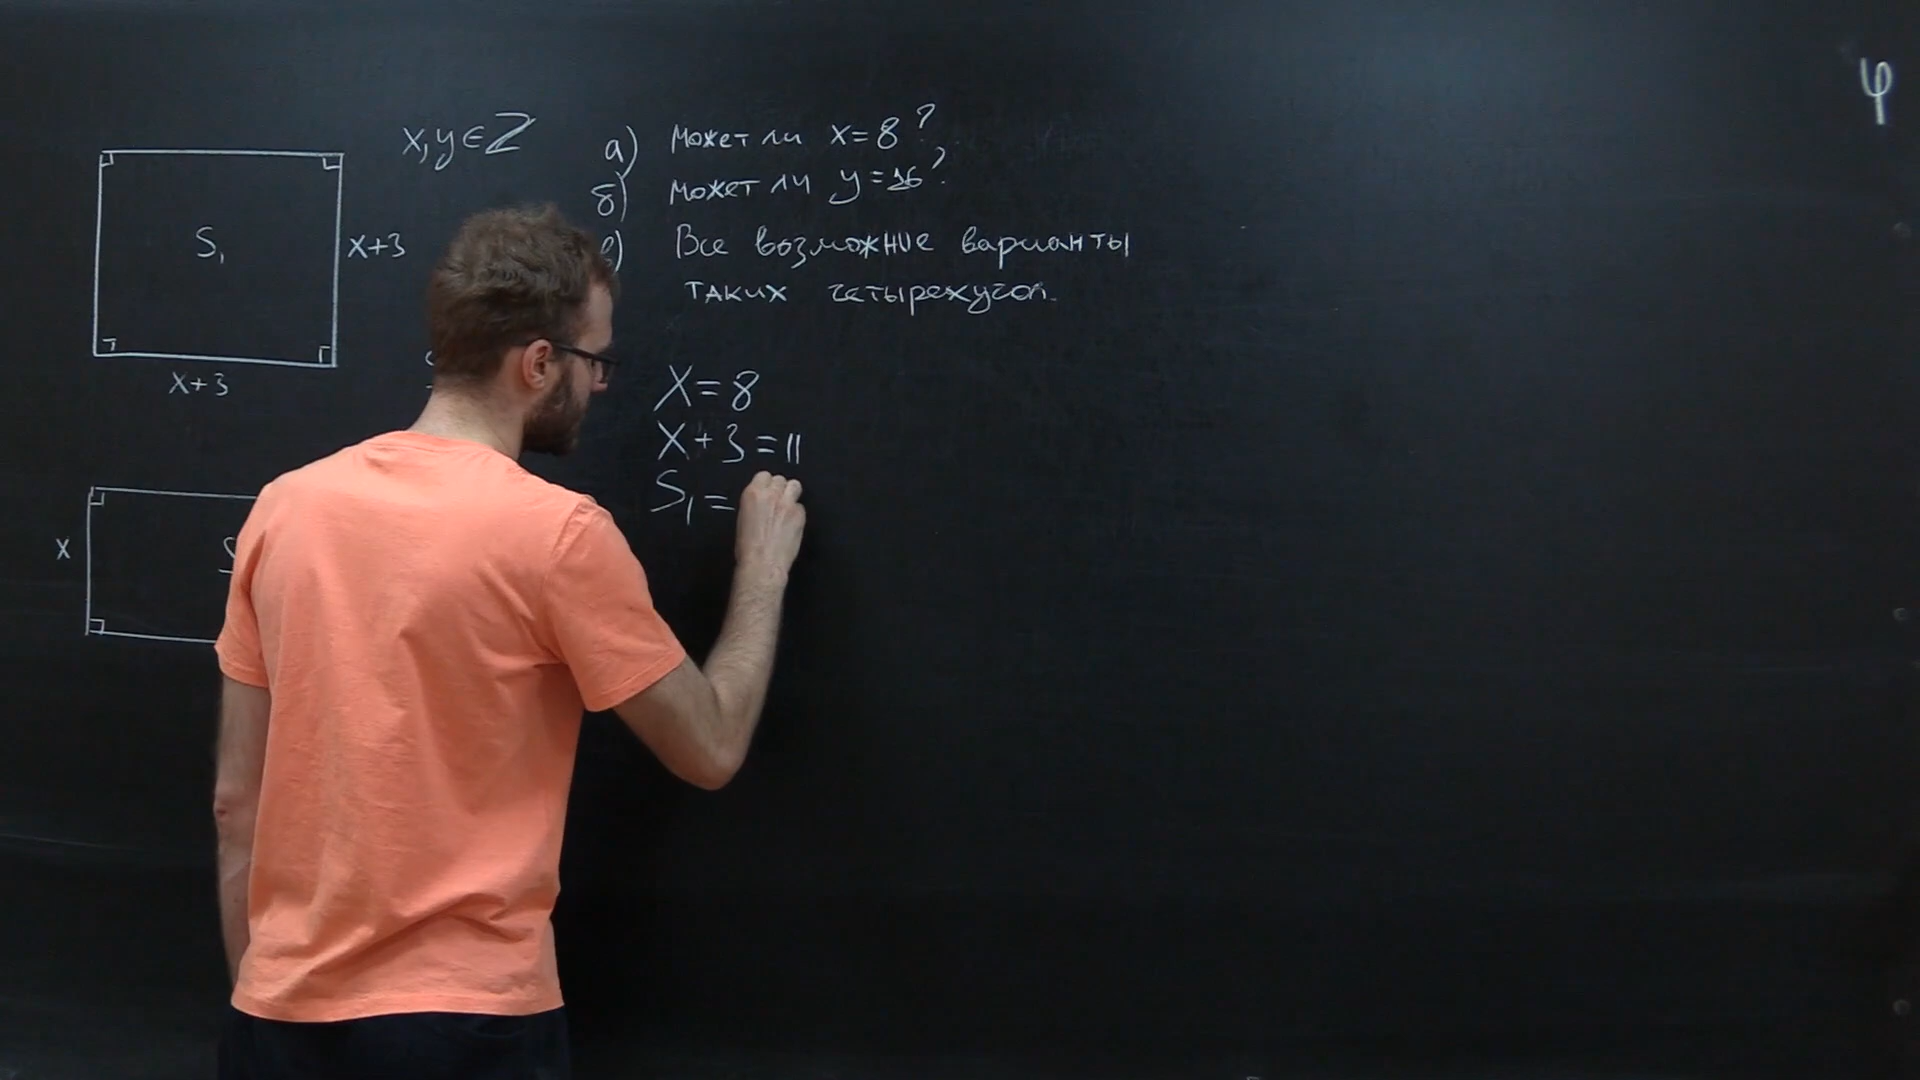 x,y∈Z
а) может ли x=8?
б) может ли y=16?
в) Все возможные варианты
таких четырехугол.
S₁
x+3
x+3
x
X=8
X+3=11
S₁=
ψ